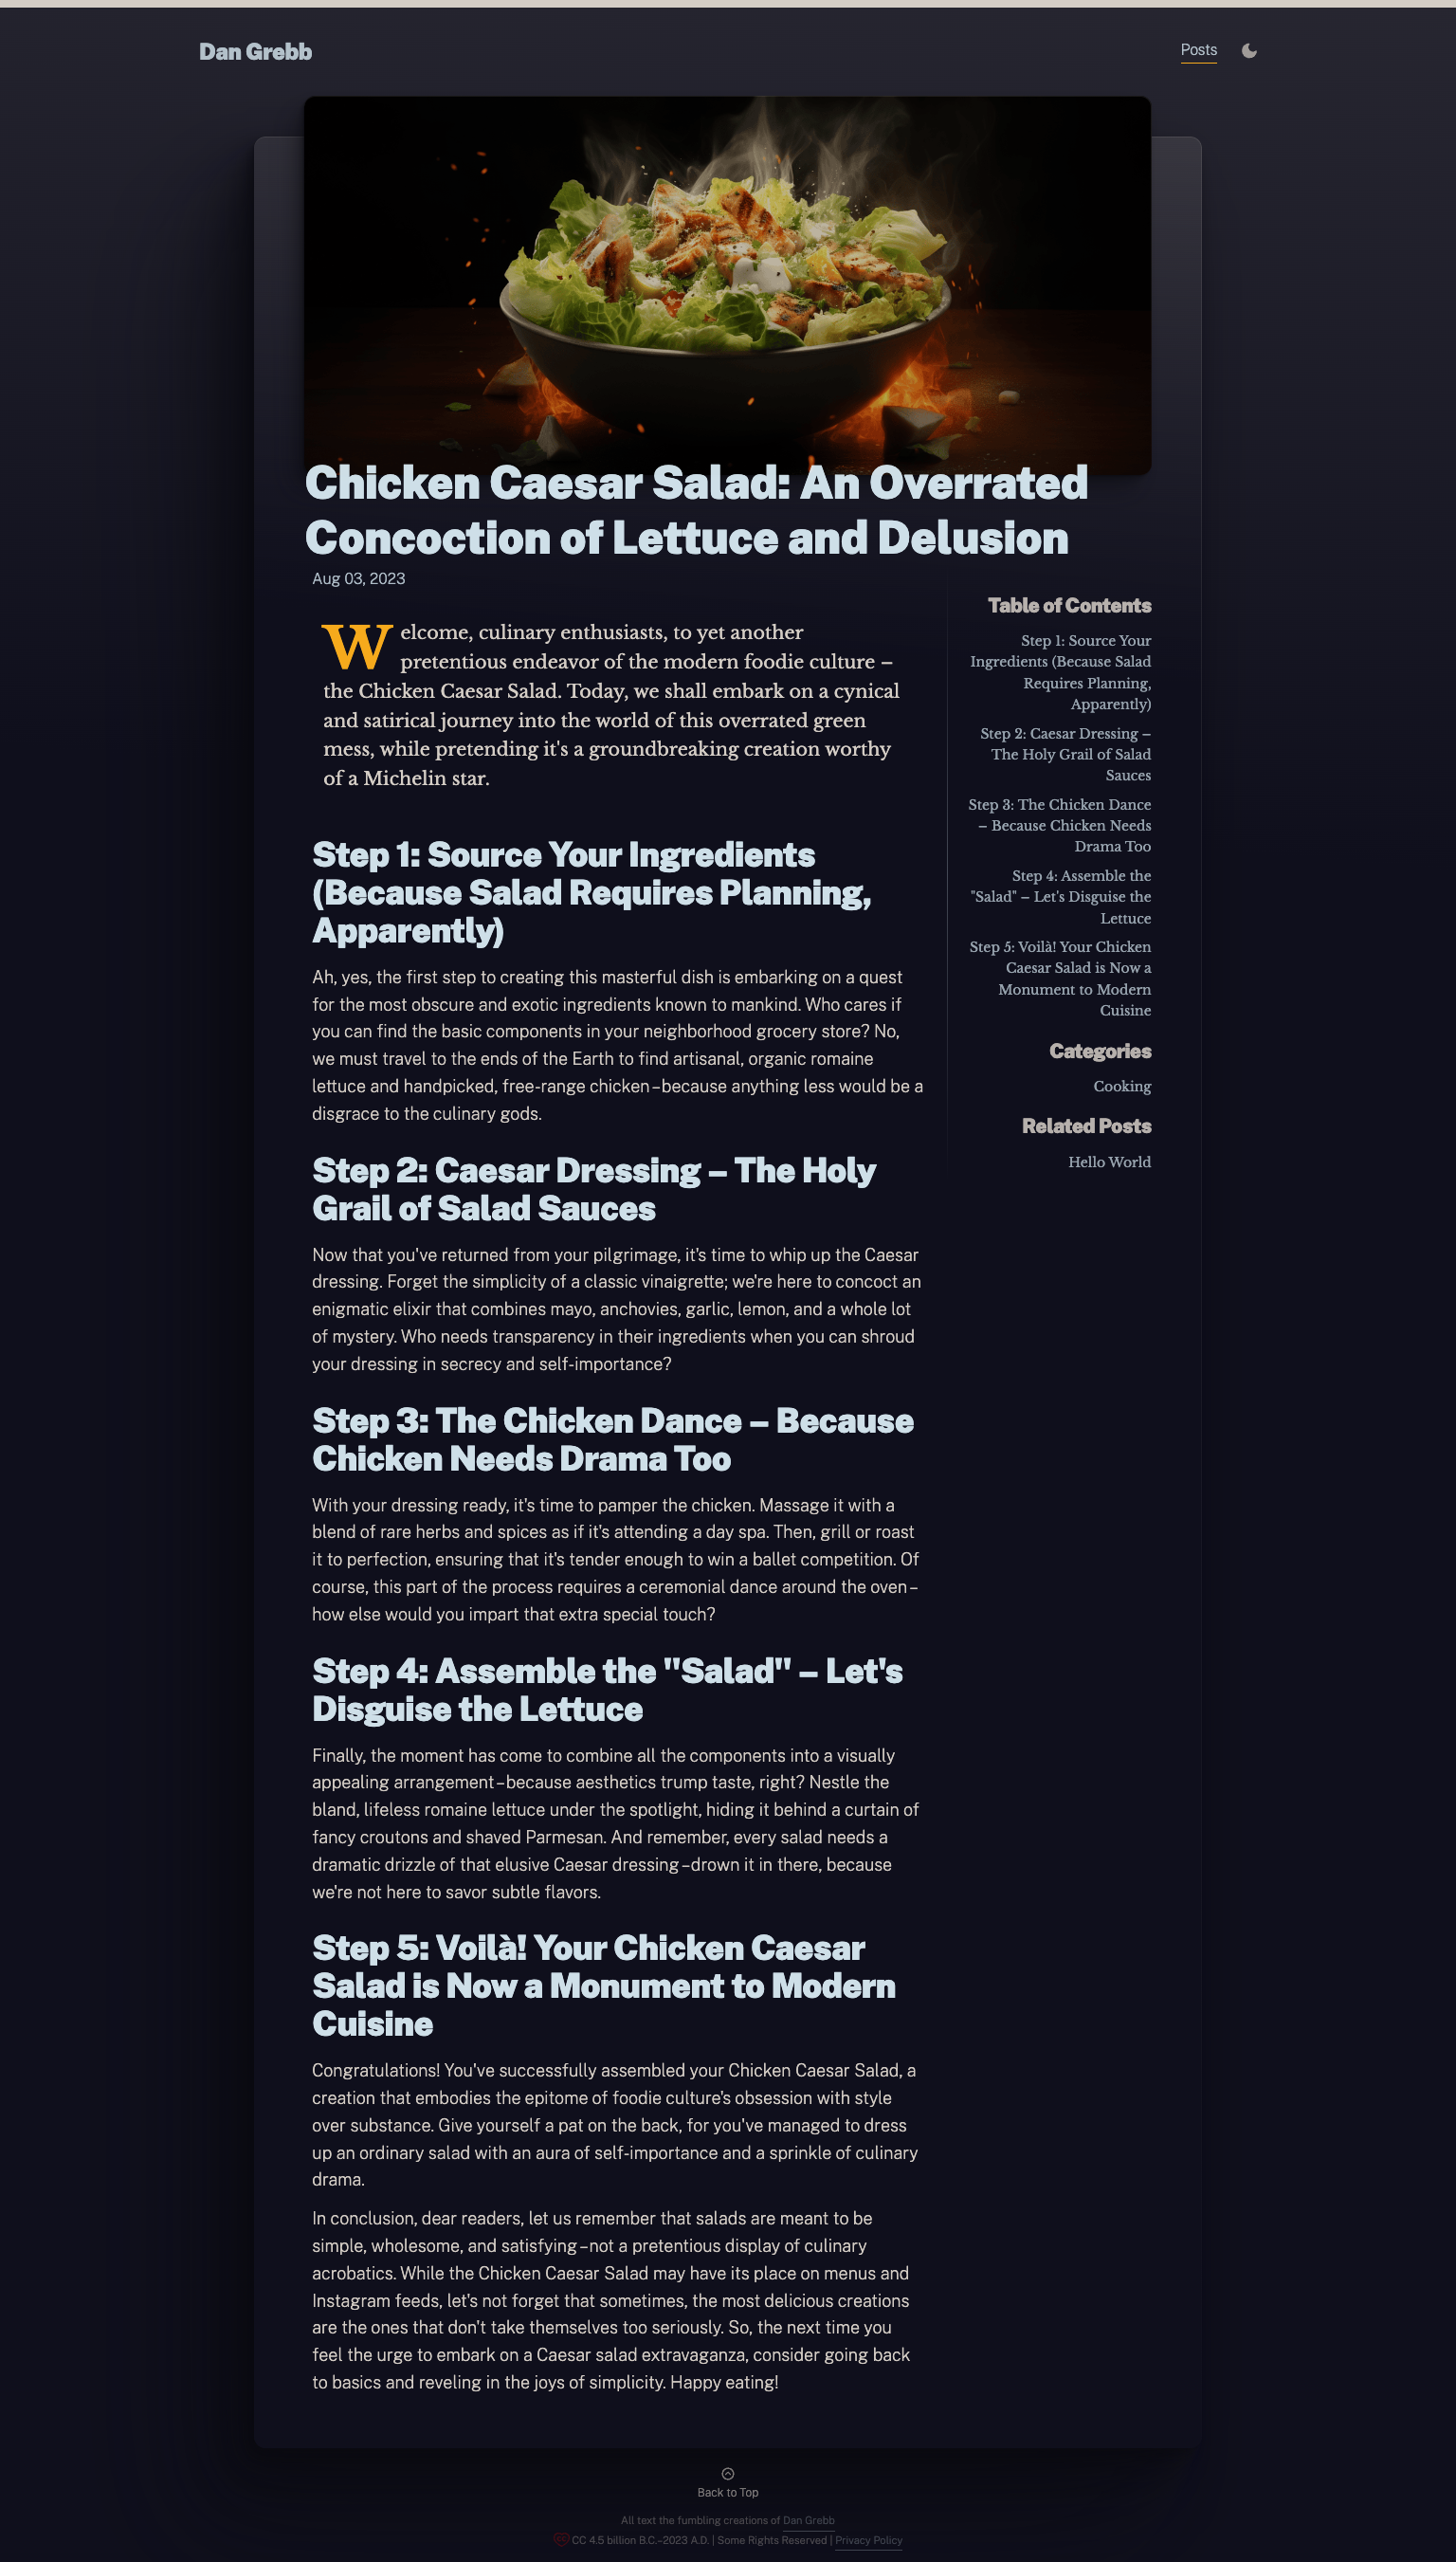 Dan Grebb
Posts
Chicken Caesar Salad: An Overrated
Concoction of Lettuce and Delusion
Aug 03, 2023
Welcome, culinary enthusiasts, to yet another
pretentious endeavor of the modern foodie culture –
the Chicken Caesar Salad. Today, we shall embark on a cynical
and satirical journey into the world of this overrated green
mess, while pretending it's a groundbreaking creation worthy
of a Michelin star.
Step 1: Source Your Ingredients
(Because Salad Requires Planning,
Apparently)
Ah, yes, the first step to creating this masterful dish is embarking on a quest
for the most obscure and exotic ingredients known to mankind. Who cares if
you can find the basic components in your neighborhood grocery store? No,
we must travel to the ends of the Earth to find artisanal, organic romaine
lettuce and handpicked, free-range chicken–because anything less would be a
disgrace to the culinary gods.
Step 2: Caesar Dressing – The Holy
Grail of Salad Sauces
Now that you've returned from your pilgrimage, it's time to whip up the Caesar
dressing. Forget the simplicity of a classic vinaigrette; we're here to concoct an
enigmatic elixir that combines mayo, anchovies, garlic, lemon, and a whole lot
of mystery. Who needs transparency in their ingredients when you can shroud
your dressing in secrecy and self-importance?
Step 3: The Chicken Dance – Because
Chicken Needs Drama Too
With your dressing ready, it's time to pamper the chicken. Massage it with a
blend of rare herbs and spices as if it's attending a day spa. Then, grill or roast
it to perfection, ensuring that it's tender enough to win a ballet competition. Of
course, this part of the process requires a ceremonial dance around the oven–
how else would you impart that extra special touch?
Step 4: Assemble the "Salad" – Let's
Disguise the Lettuce
Finally, the moment has come to combine all the components into a visually
appealing arrangement–because aesthetics trump taste, right? Nestle the
bland, lifeless romaine lettuce under the spotlight, hiding it behind a curtain of
fancy croutons and shaved Parmesan. And remember, every salad needs a
dramatic drizzle of that elusive Caesar dressing–drown it in there, because
we're not here to savor subtle flavors.
Step 5: Voilà! Your Chicken Caesar
Salad is Now a Monument to Modern
Cuisine
Congratulations! You've successfully assembled your Chicken Caesar Salad, a
creation that embodies the epitome of foodie culture's obsession with style
over substance. Give yourself a pat on the back, for you've managed to dress
up an ordinary salad with an aura of self-importance and a sprinkle of culinary
drama.
In conclusion, dear readers, let us remember that salads are meant to be
simple, wholesome, and satisfying–not a pretentious display of culinary
acrobatics. While the Chicken Caesar Salad may have its place on menus and
Instagram feeds, let's not forget that sometimes, the most delicious creations
are the ones that don't take themselves too seriously. So, the next time you
feel the urge to embark on a Caesar salad extravaganza, consider going back
to basics and reveling in the joys of simplicity. Happy eating!
Table of Contents
Step 1: Source Your
Ingredients (Because Salad
Requires Planning,
Apparently)
Step 2: Caesar Dressing –
The Holy Grail of Salad
Sauces
Step 3: The Chicken Dance
– Because Chicken Needs
Drama Too
Step 4: Assemble the
"Salad" – Let's Disguise the
Lettuce
Step 5: Voilà! Your Chicken
Caesar Salad is Now a
Monument to Modern
Cuisine
Categories
Cooking
Related Posts
Hello World
Back to Top
All text the fumbling creations of Dan Grebb
CC 4.5 billion B.C.–2023 A.D. | Some Rights Reserved | Privacy Policy